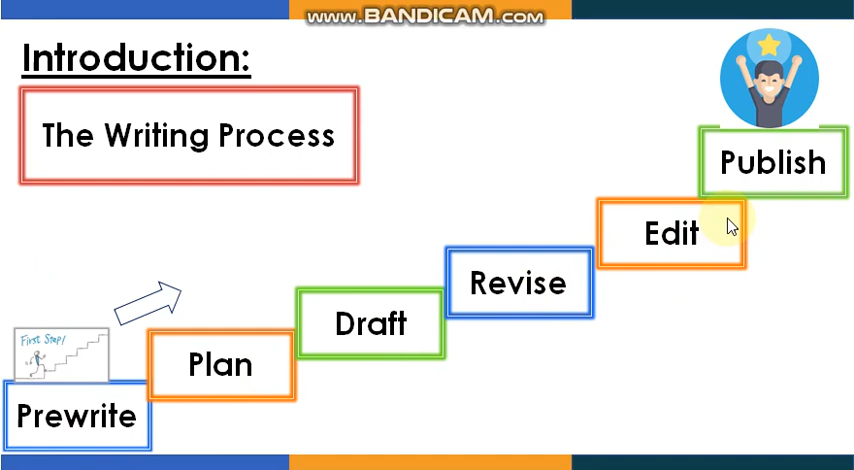 www.BANDICAM.com
Introduction:
The Writing Process
Publish
Edit
Revise
Draft
First Step!
Plan
Prewrite